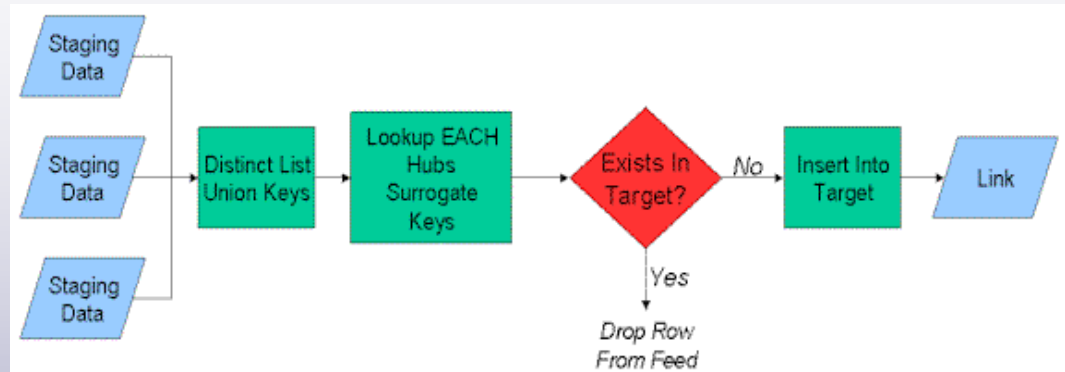 Staging
Data
Staging
Data
Staging
Data
Distinct List
Union Keys
Lookup EACH
Hubs
Surrogate
Keys
Exists In
Target?
No
Insert Into
Target
Link
Yes
Drop Row
From Feed